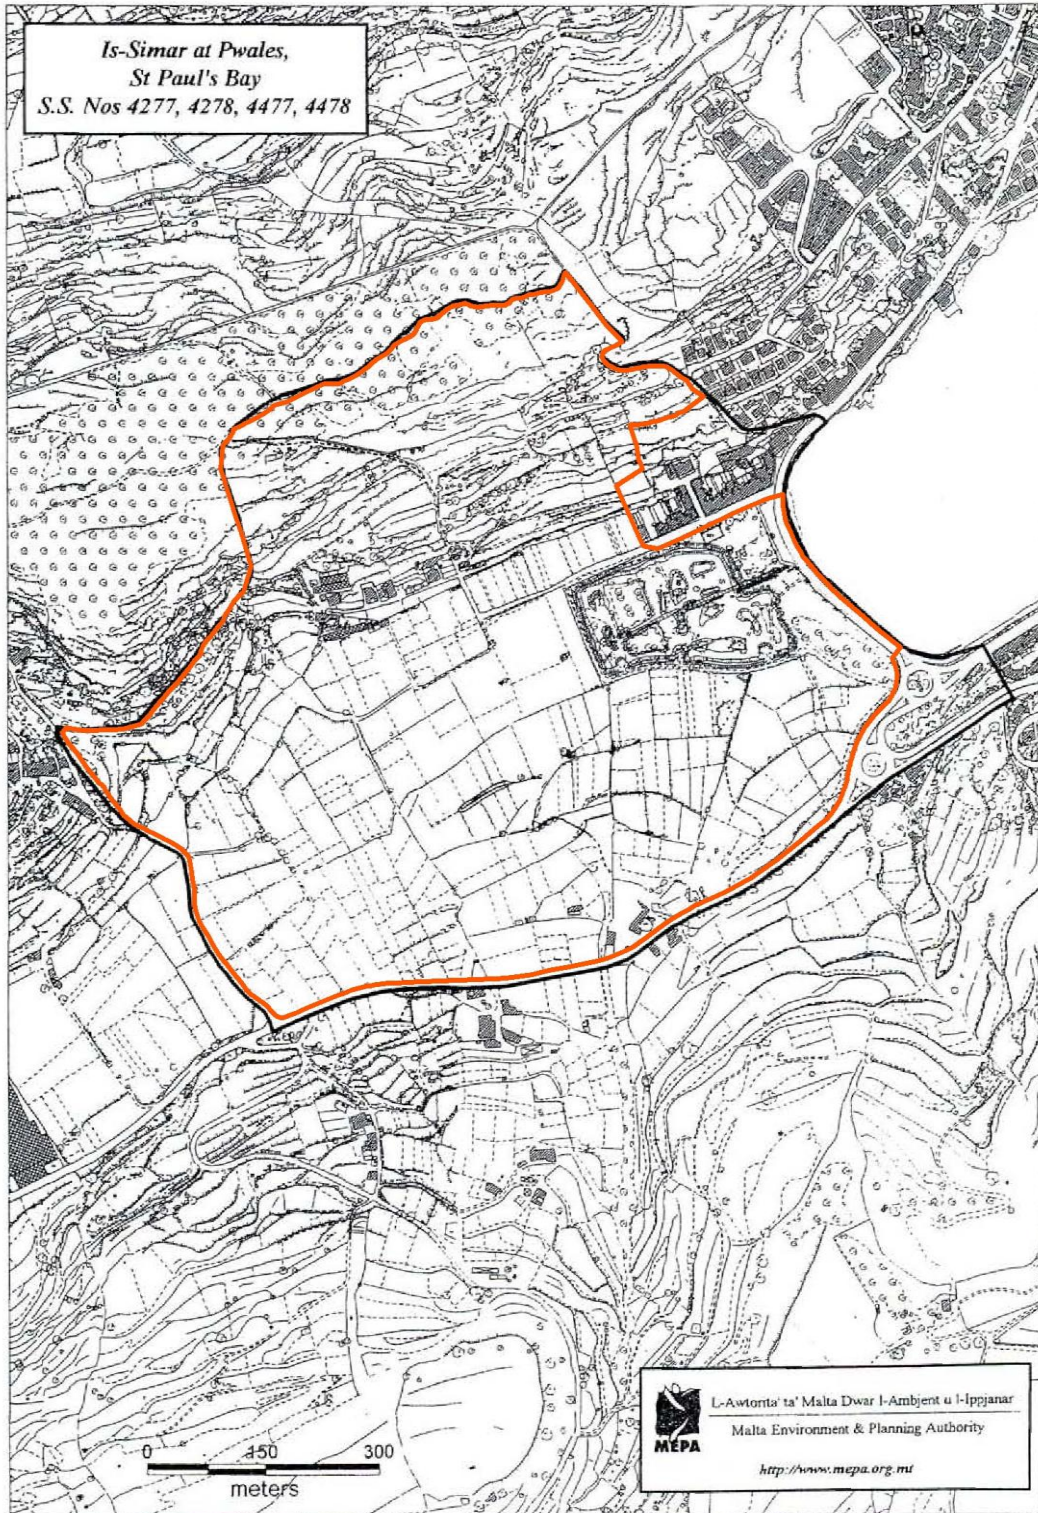 Is-Simar at Pwales,
St Paul's Bay
S.S. Nos 4277, 4278, 4477, 4478
0 150 300
meters
MEPA
L-Awtorita' ta' Malta Dwar l-Ambjent u l-Ippjanar
Malta Environment & Planning Authority
http://www.mepa.org.mt